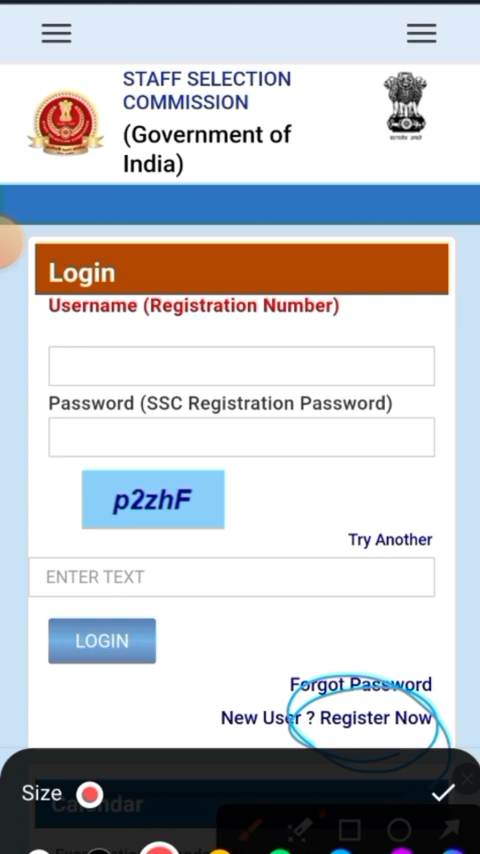 STAFF SELECTION
COMMISSION
(Government of
India)
Login
Username (Registration Number)
Password (SSC Registration Password)
p2zhF
Try Another
ENTER TEXT
LOGIN
Forgot Password
New User ? Register Now
Size
Calendar